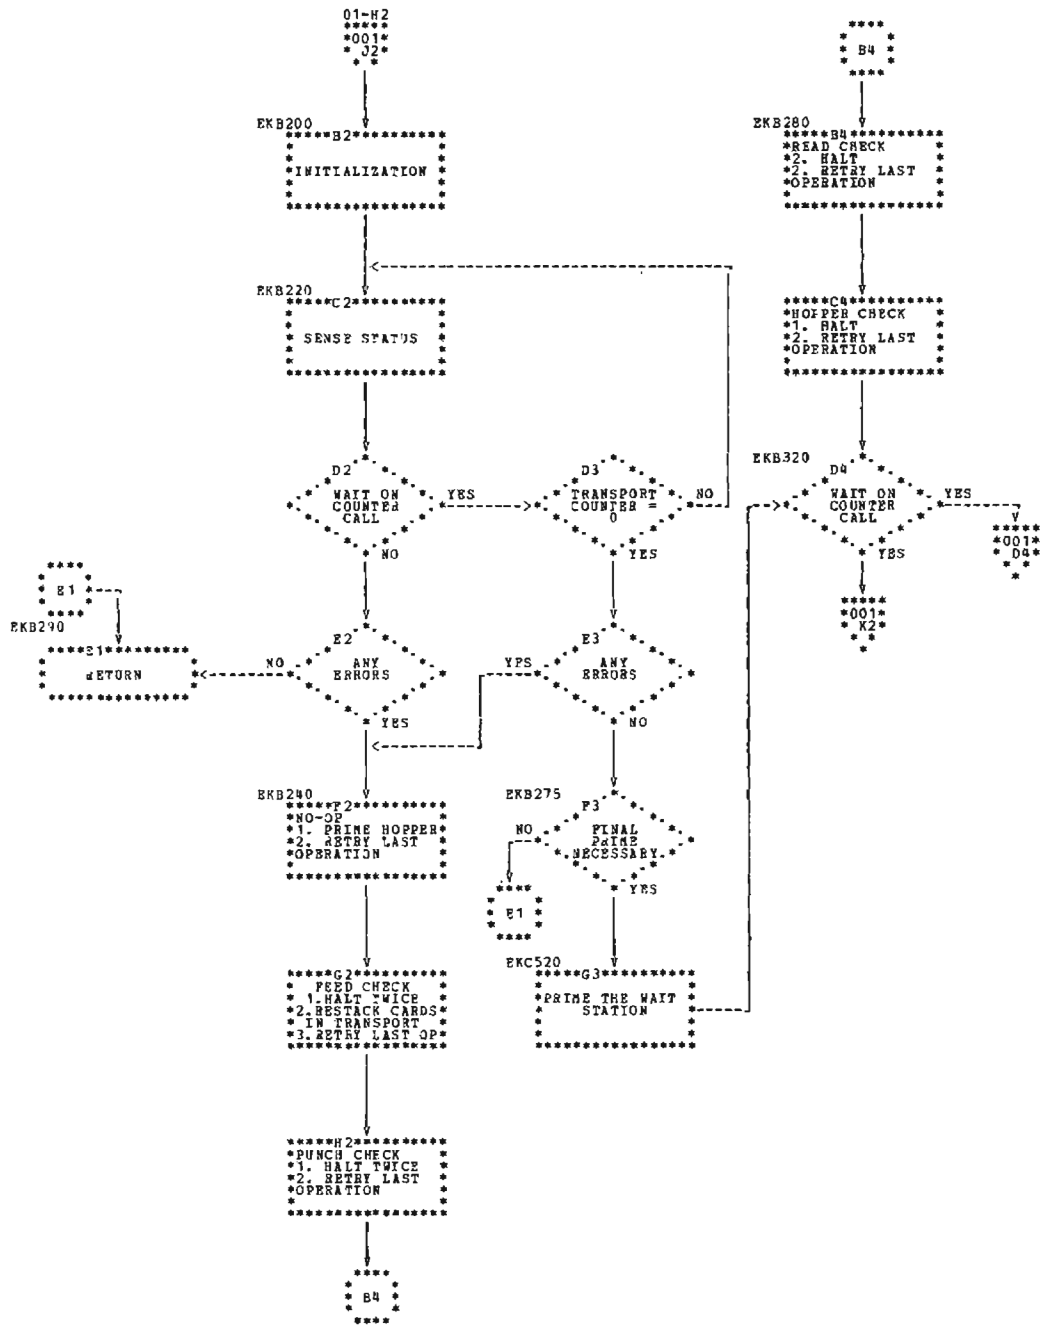 01-H2
*001*
J2*
B4
EKB200
*****B2**********
INITIALIZATION
EKB280
*****B4**********
*READ CHECK
*2. HALT
*2. RETRY LAST *
*OPERATION
EKB220
*****C2**********
SENSE STATUS
*****C4**********
*HOPPER CHECK
*1. HALT
*2. RETRY LAST *
*OPERATION
D2
WAIT ON
COUNTER
CALL
YES
NO
D3
TRANSPORT
COUNTER =
0
NO
YES
EKB320
D4
WAIT ON
COUNTER
CALL
YES
YES
*001*
D4*
*001*
K2*
E1
EKB290
*****E1**********
RETURN
E2
ANY
ERRORS
NO
YES
E3
ANY
ERRORS
YES
NO
EKB240
*****F2**********
*NO-OP
*1. PRIME HOPPER*
*2. RETRY LAST *
*OPERATION
EKB275
F3
FINAL
PRIME
NECESSARY
NO
YES
E1
*****G2**********
FEED CHECK
1.HALT TWICE
*2.RESTACK CARDS
IN TRANSPORT
*3.RETRY LAST OP*
EKC520
*****G3**********
*PRIME THE WAIT
STATION
*****H2**********
*PUNCH CHECK
*1. HALT TWICE
*2. RETRY LAST
*OPERATION
B4